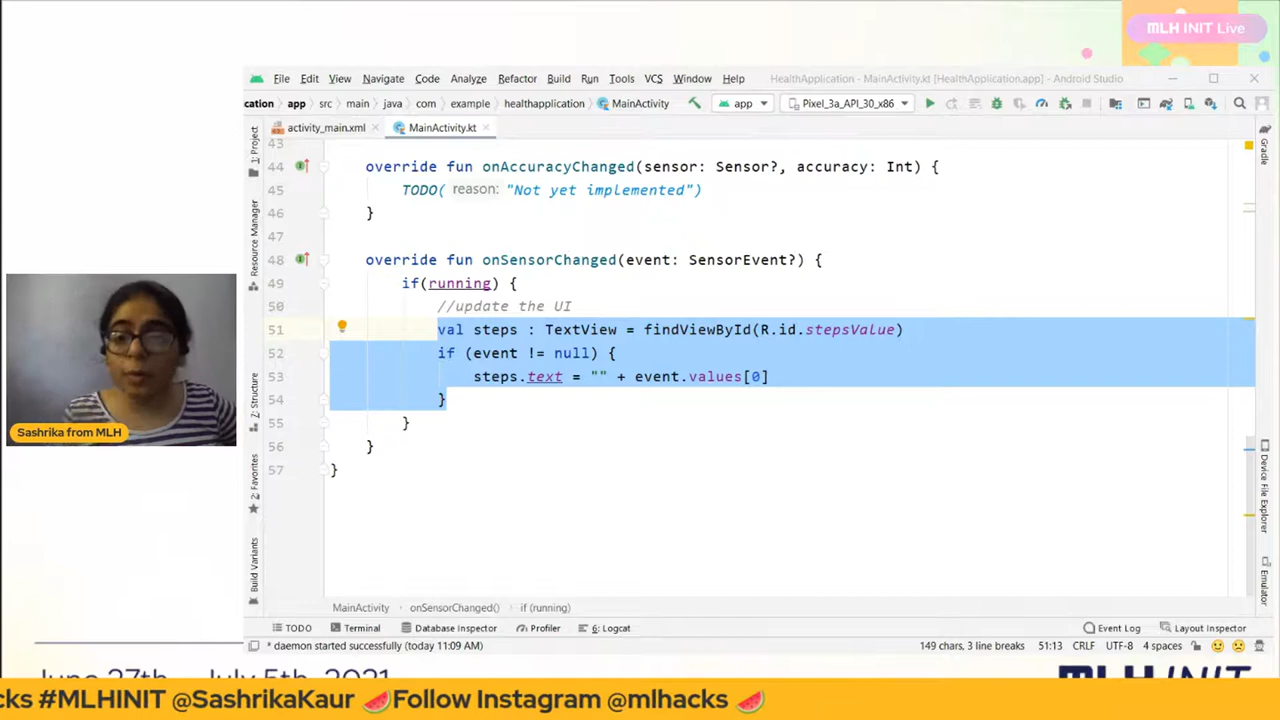 MLH INIT Live
File Edit View Navigate Code Analyze Refactor Build Run Tools VCS Window Help HealthApplication - MainActivity.kt [HealthApplication.app] - Android Studio
cation app src main java com example healthapplication MainActivity app Pixel_3a_API_30_x86
activity_main.xml MainActivity.kt
43
44 override fun onAccuracyChanged(sensor: Sensor?, accuracy: Int) {
45 TODO( reason: "Not yet implemented")
46 }
47
48 override fun onSensorChanged(event: SensorEvent?) {
49 if(running) {
50 //update the UI
51 val steps : TextView = findViewById(R.id.stepsValue)
52 if (event != null) {
53 steps.text = "" + event.values[0]
54 }
55 }
56 }
57 }
1: Project
Resource Manager
Z: Structure
2: Favorites
Build Variants
Gradle
Device File Explorer
Emulator
Sashrika from MLH
MainActivity onSensorChanged() if (running)
TODO Terminal Database Inspector Profiler 6: Logcat Event Log Layout Inspector
* daemon started successfully (today 11:09 AM) 149 chars, 3 line breaks 51:13 CRLF UTF-8 4 spaces
June 27th - July 5th, 2021 MLH INIT
cks #MLHINIT @SashrikaKaur 🍉Follow Instagram @mlhacks 🍉